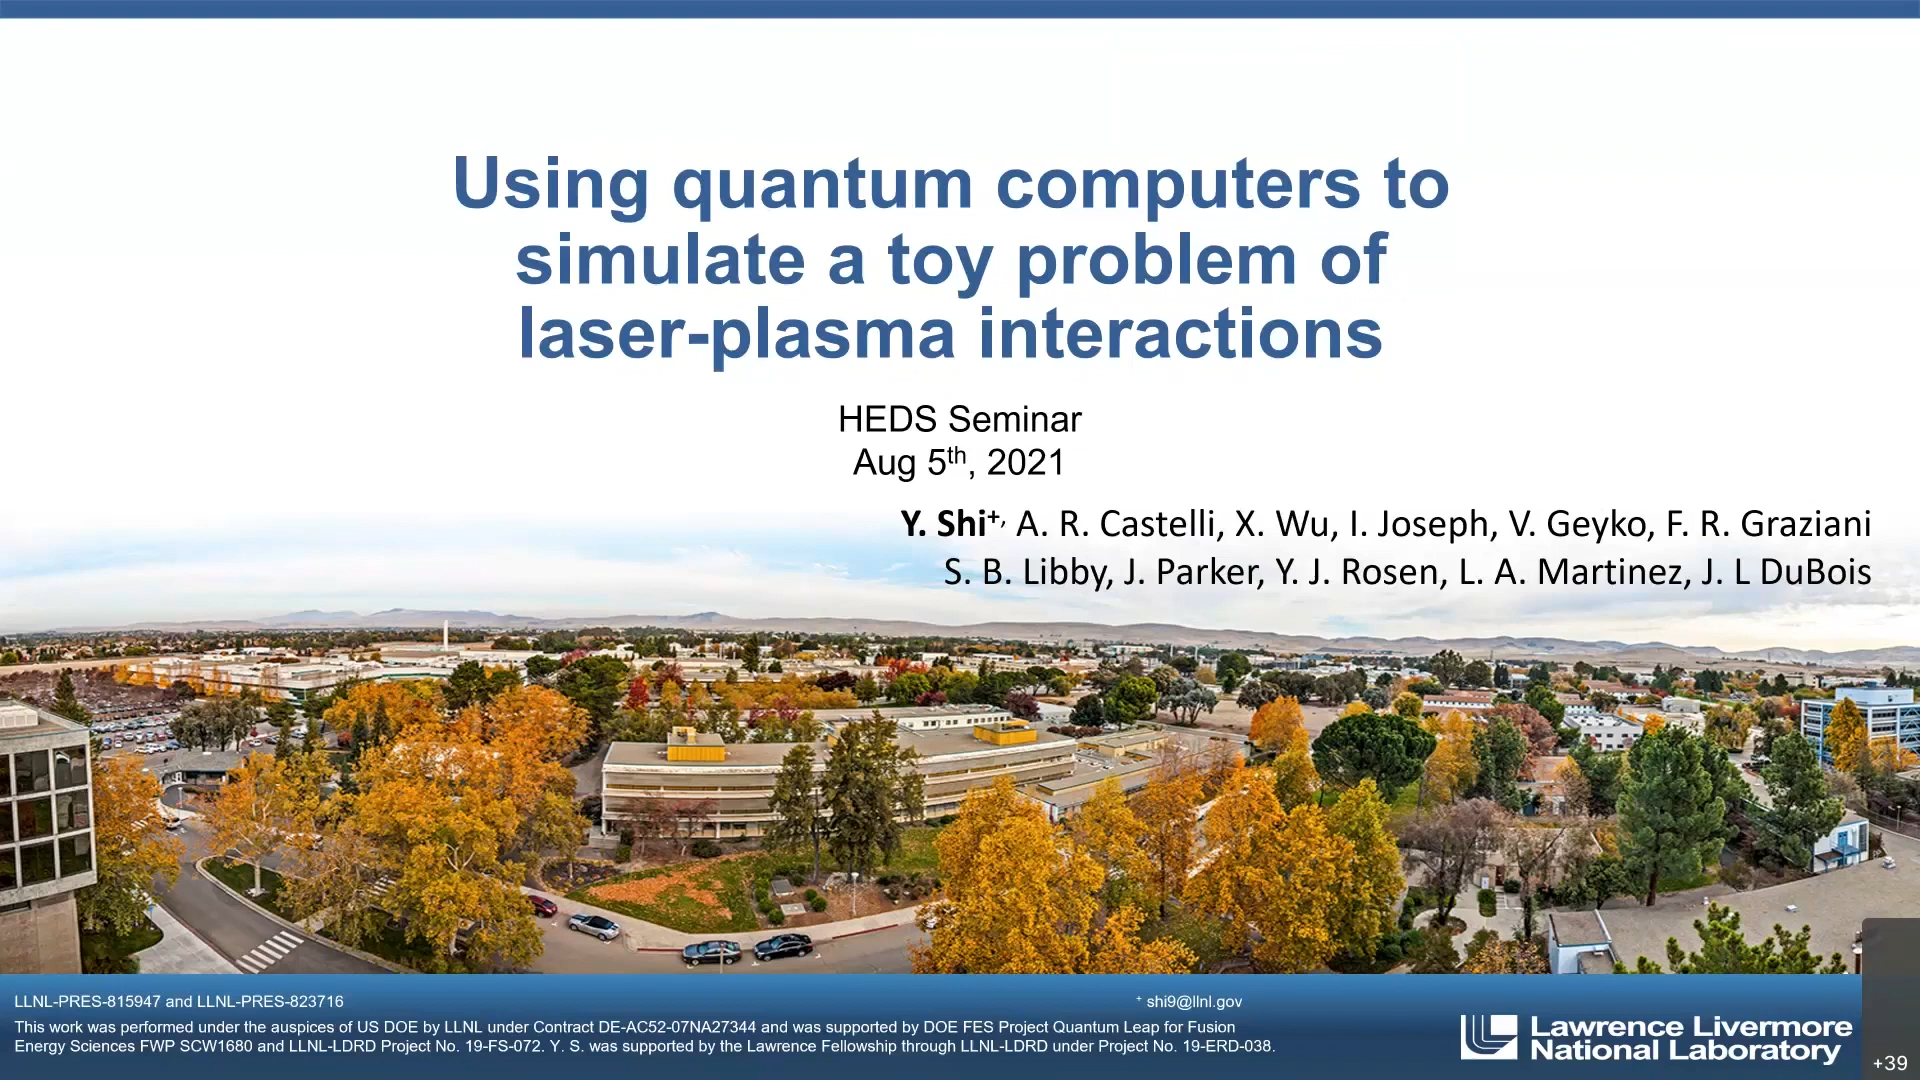 Using quantum computers to
simulate a toy problem of
laser-plasma interactions
HEDS Seminar
Aug 5th, 2021
Y. Shi+, A. R. Castelli, X. Wu, I. Joseph, V. Geyko, F. R. Graziani
S. B. Libby, J. Parker, Y. J. Rosen, L. A. Martinez, J. L DuBois
LLNL-PRES-815947 and LLNL-PRES-823716
+ shi9@llnl.gov
This work was performed under the auspices of US DOE by LLNL under Contract DE-AC52-07NA27344 and was supported by DOE FES Project Quantum Leap for Fusion
Energy Sciences FWP SCW1680 and LLNL-LDRD Project No. 19-FS-072. Y. S. was supported by the Lawrence Fellowship through LLNL-LDRD under Project No. 19-ERD-038.
Lawrence Livermore
National Laboratory
+39